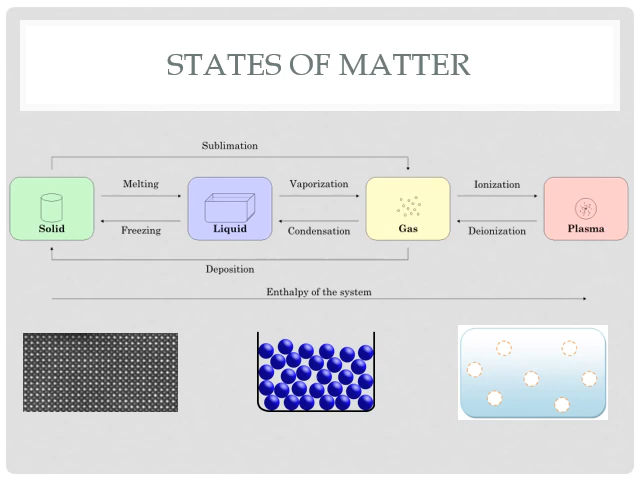 STATES OF MATTER
Sublimation
Melting
Vaporization
Ionization
Solid
Liquid
Gas
Plasma
Freezing
Condensation
Deionization
Deposition
Enthalpy of the system